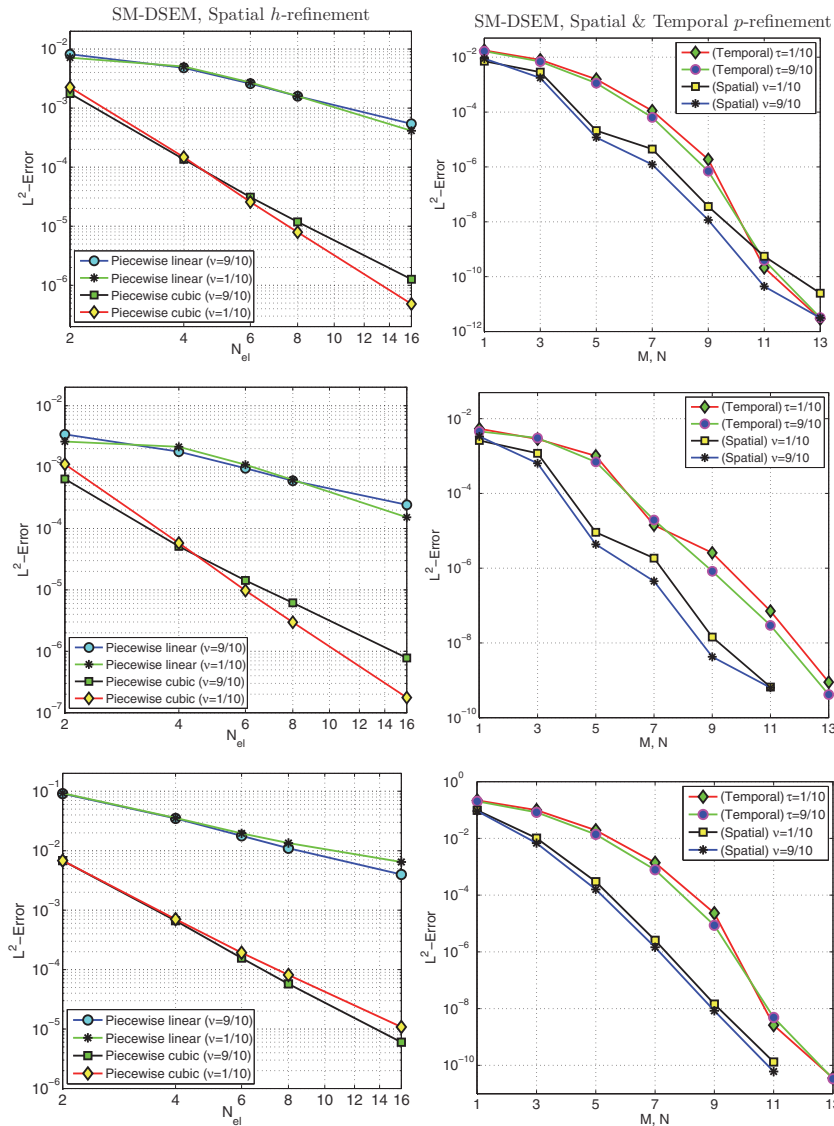 SM-DSEM, Spatial h-refinement
SM-DSEM, Spatial & Temporal p-refinement
10^-2
10^-3
10^-4
10^-5
10^-6
L^2-Error
2 4 6 8 10 12 14 16
N_el
Piecewise linear (ν=9/10)
Piecewise linear (ν=1/10)
Piecewise cubic (ν=9/10)
Piecewise cubic (ν=1/10)
10^-2
10^-4
10^-6
10^-8
10^-10
10^-12
L^2-Error
1 3 5 7 9 11 13
M, N
(Temporal) τ=1/10
(Temporal) τ=9/10
(Spatial) ν=1/10
(Spatial) ν=9/10
10^-2
10^-3
10^-4
10^-5
10^-6
10^-7
L^2-Error
2 4 6 8 10 12 14 16
N_el
Piecewise linear (ν=9/10)
Piecewise linear (ν=1/10)
Piecewise cubic (ν=9/10)
Piecewise cubic (ν=1/10)
10^-2
10^-4
10^-6
10^-8
10^-10
L^2-Error
1 3 5 7 9 11 13
M, N
(Temporal) τ=1/10
(Temporal) τ=9/10
(Spatial) ν=1/10
(Spatial) ν=9/10
10^-1
10^-2
10^-3
10^-4
10^-5
10^-6
L^2-Error
2 4 6 8 10 12 14 16
N_el
Piecewise linear (ν=9/10)
Piecewise linear (ν=1/10)
Piecewise cubic (ν=9/10)
Piecewise cubic (ν=1/10)
10^0
10^-2
10^-4
10^-6
10^-8
10^-10
L^2-Error
1 3 5 7 9 11 13
M, N
(Temporal) τ=1/10
(Temporal) τ=9/10
(Spatial) ν=1/10
(Spatial) ν=9/10